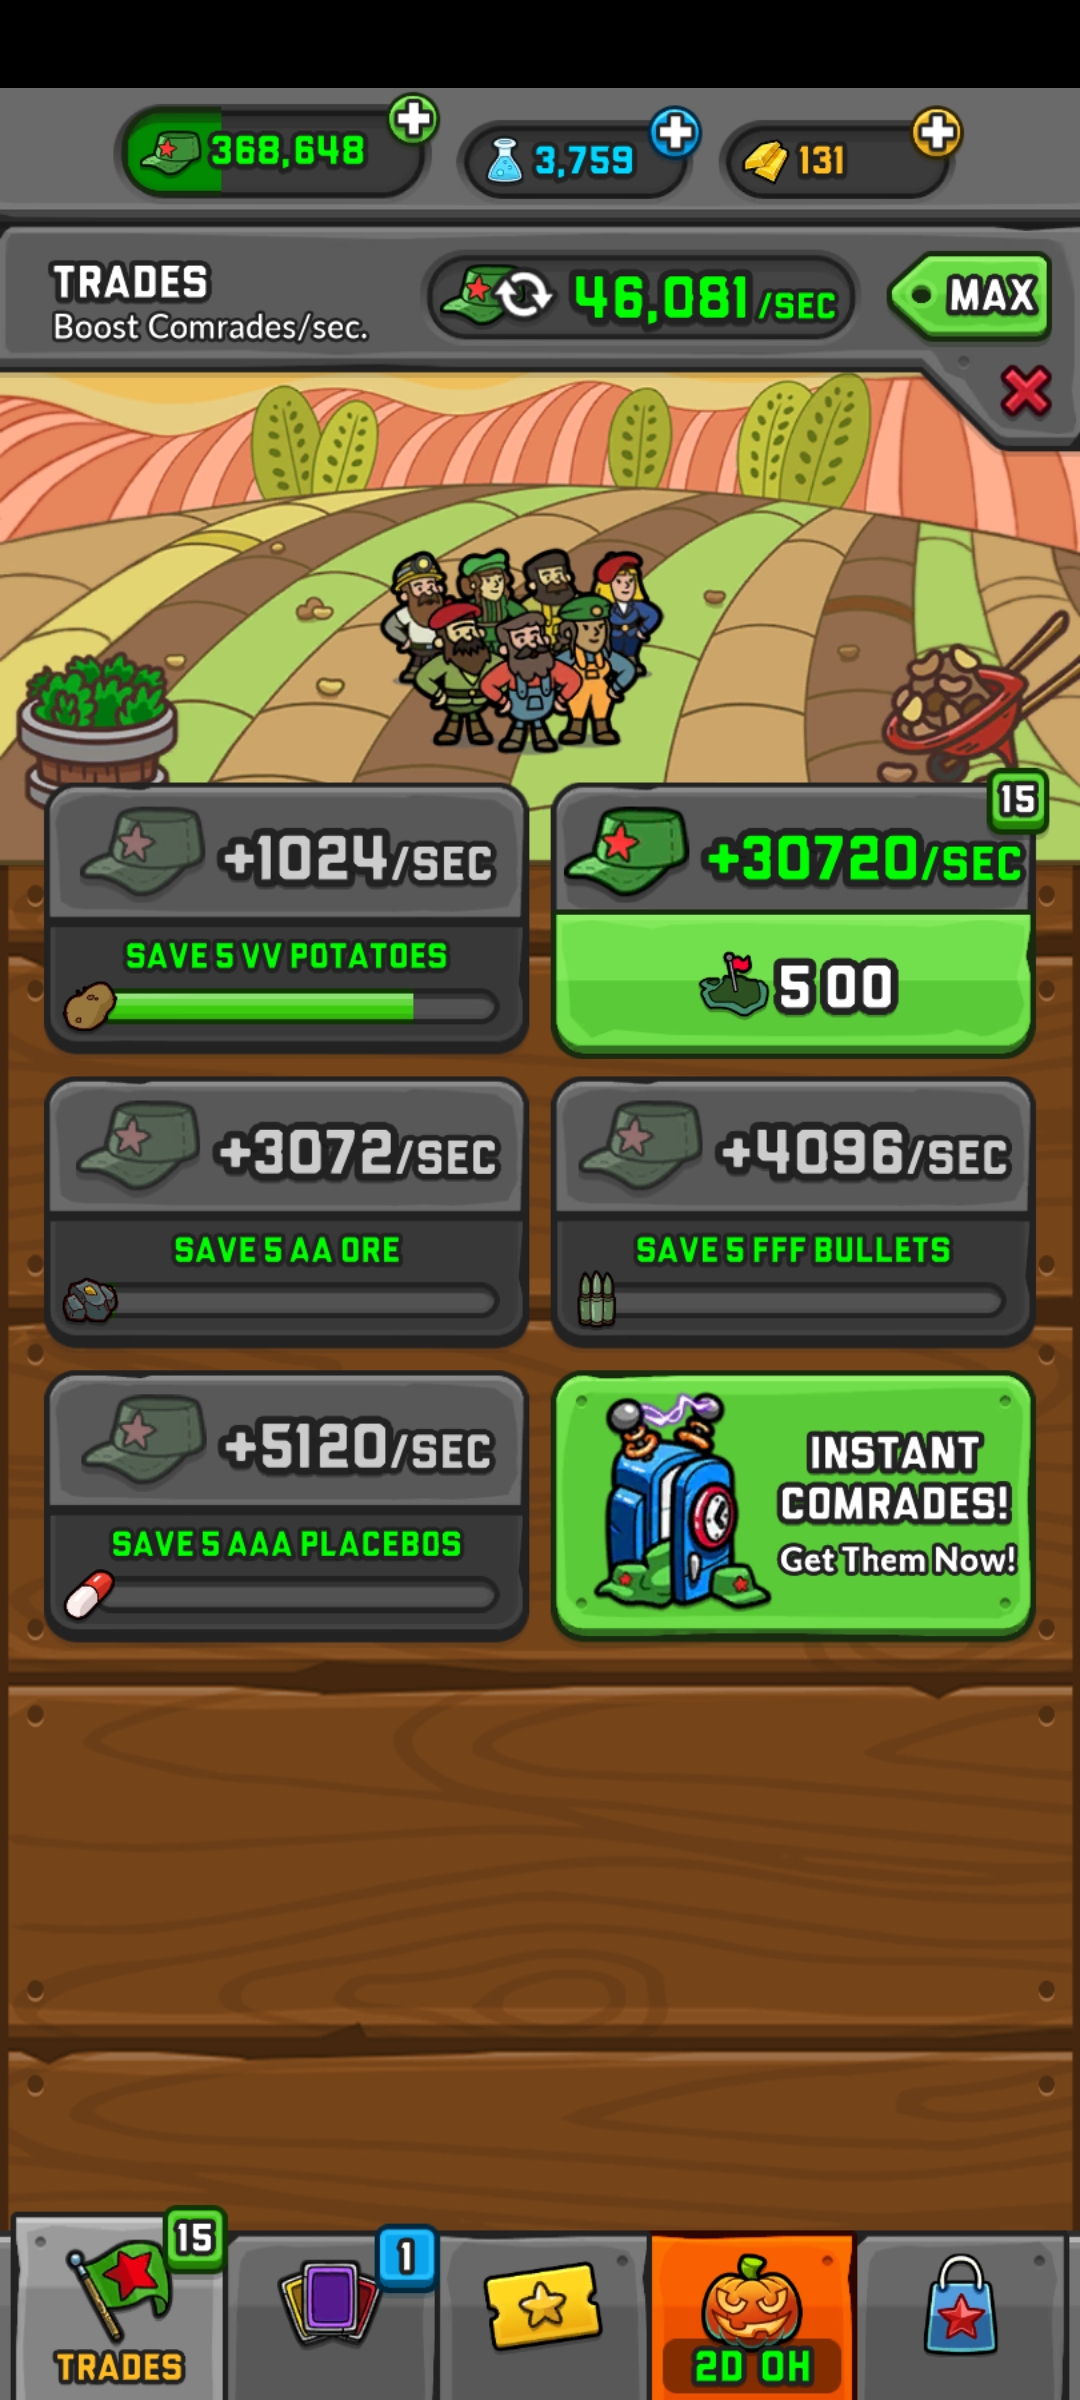 368,648
3,759
131
TRADES
Boost Comrades/sec.
46,081/SEC
MAX
+1024/SEC
SAVE 5 VV POTATOES
15
+30720/SEC
500
+3072/SEC
SAVE 5 AA ORE
+4096/SEC
SAVE 5 FFF BULLETS
+5120/SEC
SAVE 5 AAA PLACEBOS
INSTANT
COMRADES!
Get Them Now!
15
TRADES
1
2D 0H